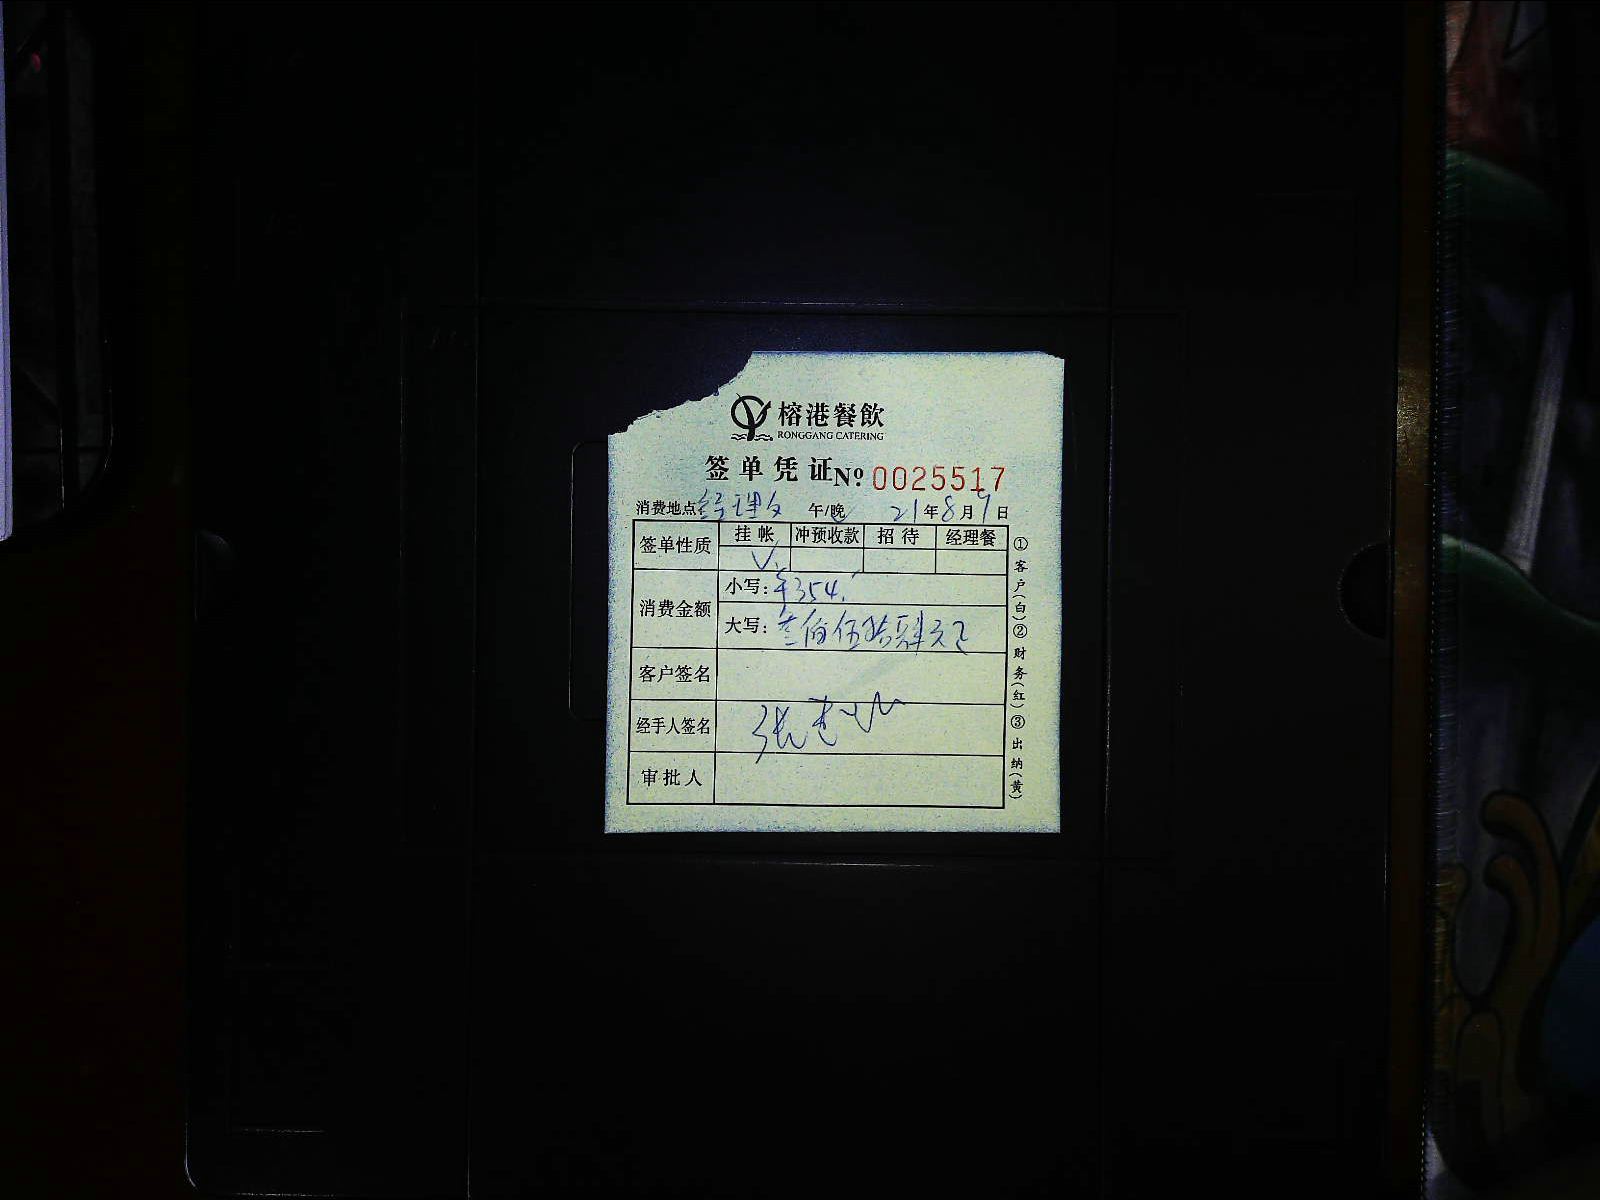 榕港餐飲
RONGGANG CATERING
签单凭证 No 0025517
消费地点: 经理 午/晚 21年8月9日
签单性质 挂帐 冲预收款 招待 经理餐
✓
消费金额 小写: ¥354.
大写: 叁佰伍拾肆元
客户签名
经手人签名 张
审批人
①客户(白)②财务(红)③出纳(黄)